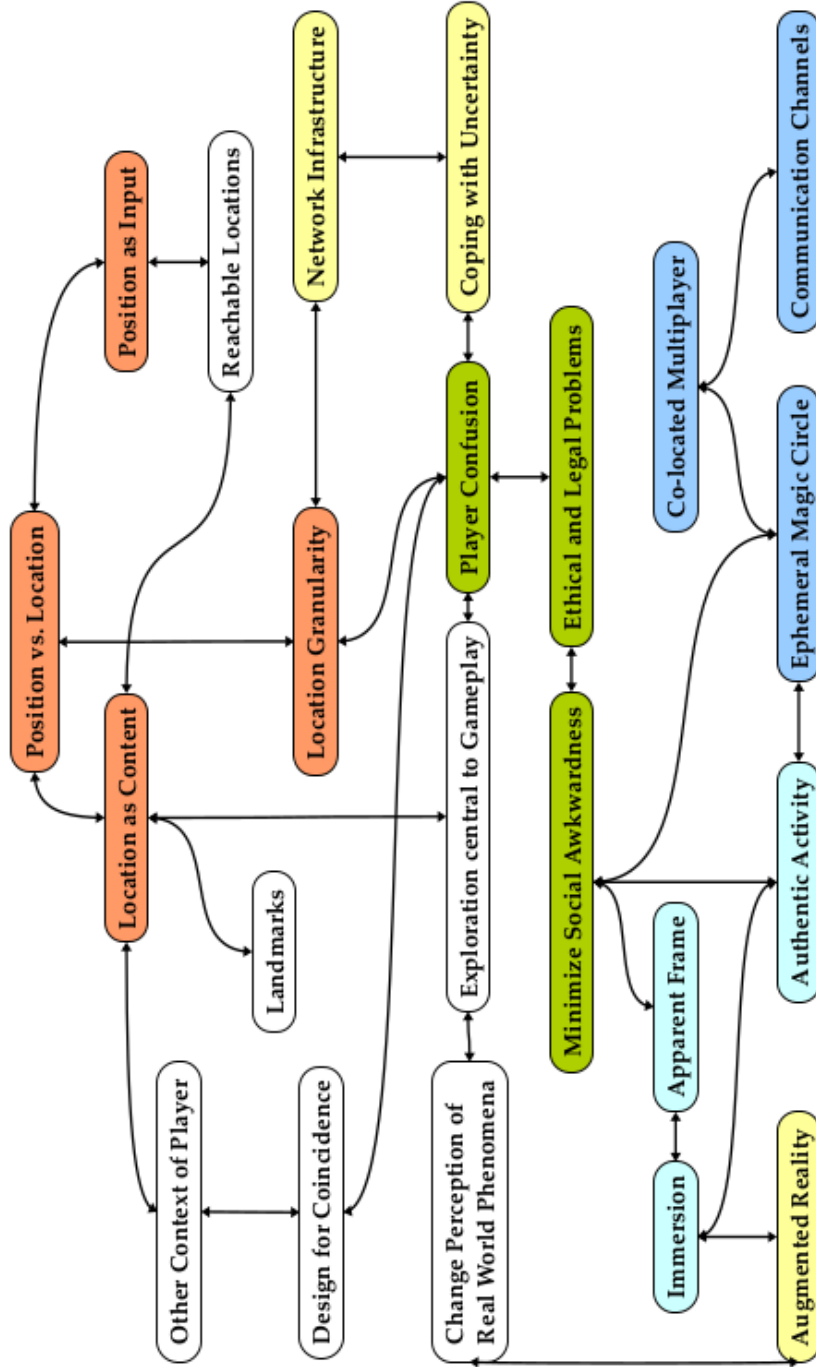 Position vs. Location
Location as Content
Position as Input
Other Context of Player
Reachable Locations
Landmarks
Design for Coincidence
Location Granularity
Network Infrastructure
Change Perception of
Real World Phenomena
Exploration central to Gameplay
Player Confusion
Coping with Uncertainty
Minimize Social Awkwardness
Ethical and Legal Problems
Immersion
Apparent Frame
Co-located Multiplayer
Augmented Reality
Authentic Activity
Ephemeral Magic Circle
Communication Channels